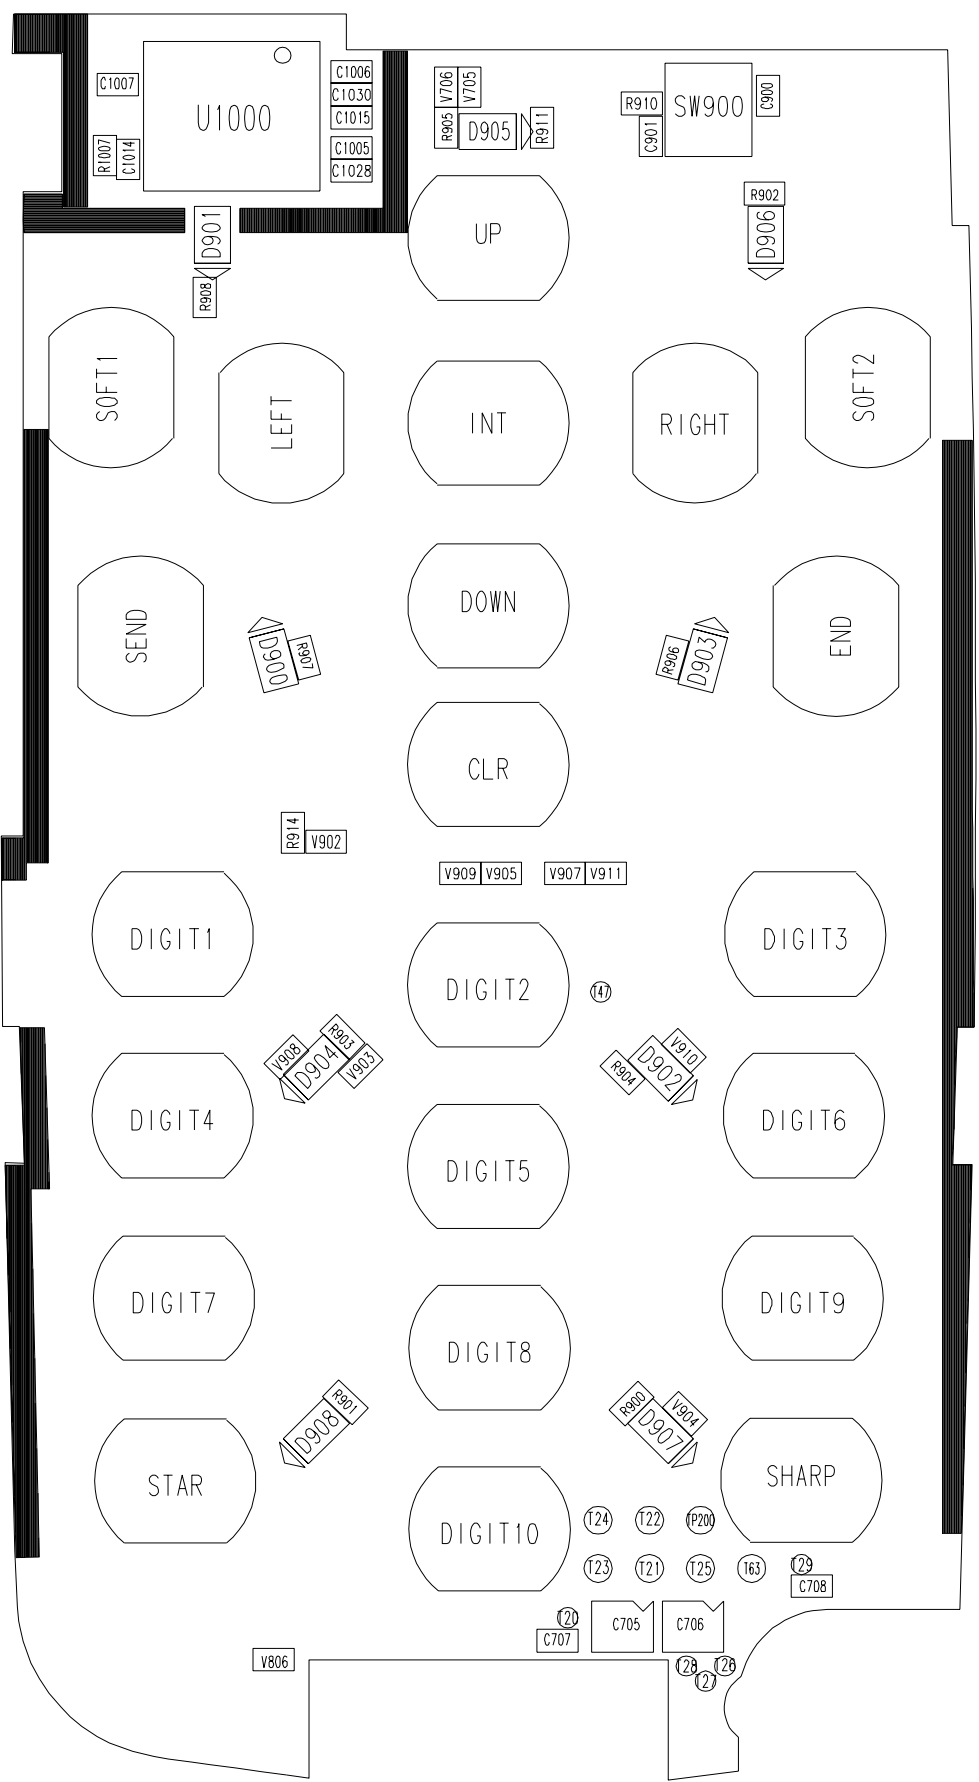 C1006
V706
V705
C1007
C1030
R910
SW900
C900
U1000
C1015
R905
D905
R911
C901
R1007
C1014
C1005
C1028
R902
D901
UP
D906
R908
SOFT1
LEFT
INT
RIGHT
SOFT2
SEND
D900
R907
DOWN
R906
D903
END
CLR
R914
V902
V909
V905
V907
V911
DIGIT1
DIGIT2
T47
DIGIT3
V908
R903
D904
V903
V910
D902
R904
DIGIT4
DIGIT5
DIGIT6
DIGIT7
DIGIT8
DIGIT9
R901
D908
R900
V904
D907
STAR
SHARP
DIGIT10
T24
T22
TP200
T23
T21
T25
T63
T29
C708
T20
C705
C706
C707
V806
T28
T26
T27